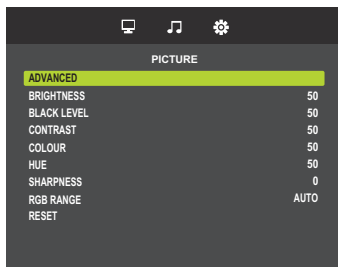 PICTURE
ADVANCED
BRIGHTNESS 50
BLACK LEVEL 50
CONTRAST 50
COLOUR 50
HUE 50
SHARPNESS 0
RGB RANGE AUTO
RESET